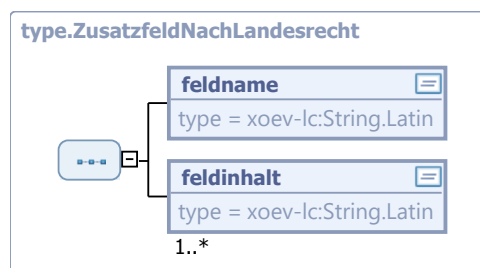 type.ZusatzfeldNachLandesrecht
feldname
type = xoev-lc:String.Latin
feldinhalt
type = xoev-lc:String.Latin
1..*